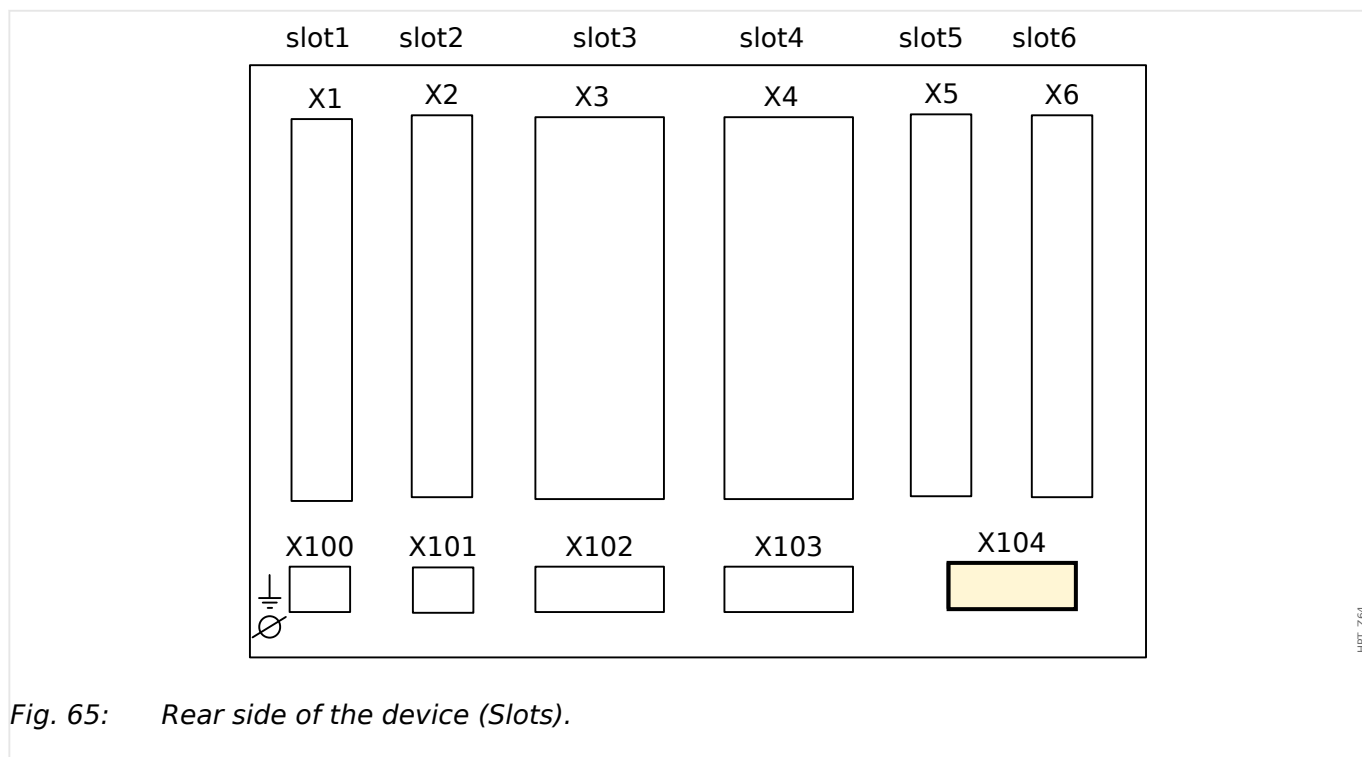 slot1 slot2 slot3 slot4 slot5 slot6
X1 X2 X3 X4 X5 X6
X100 X101 X102 X103 X104
Fig. 65: Rear side of the device (Slots).